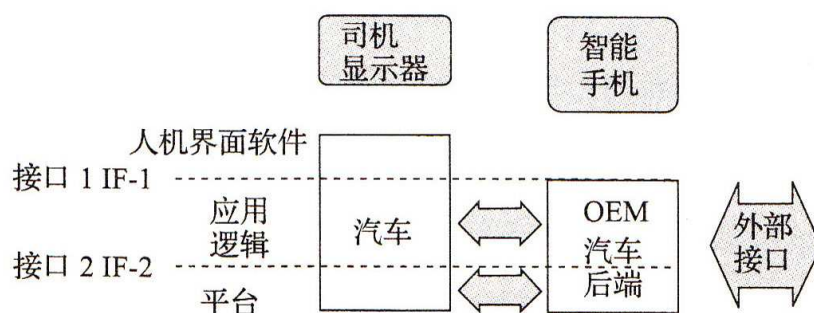 司机
显示器
智能
手机
人机界面软件
接口 1 IF-1
应用
逻辑
汽车
OEM
汽车
后端
外部
接口
接口 2 IF-2
平台